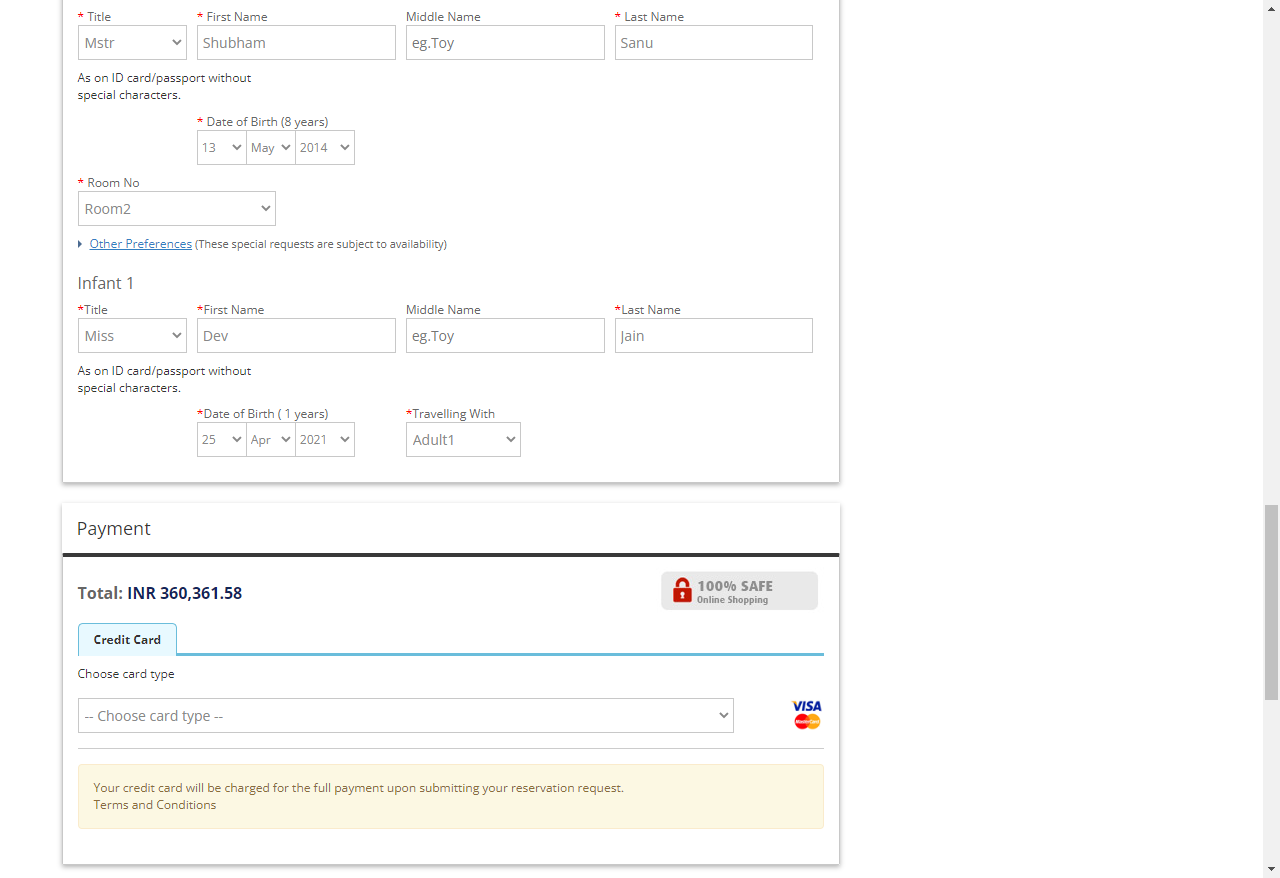 * Title * First Name Middle Name * Last Name
Mstr Shubham eg.Toy Sanu
As on ID card/passport without
special characters.
* Date of Birth (8 years)
13 May 2014
* Room No
Room2
Other Preferences (These special requests are subject to availability)
Infant 1
*Title *First Name Middle Name *Last Name
Miss Dev eg.Toy Jain
As on ID card/passport without
special characters.
*Date of Birth ( 1 years) *Travelling With
25 Apr 2021 Adult1
Payment
Total: INR 360,361.58
100% SAFE
Online Shopping
Credit Card
Choose card type
-- Choose card type --
VISA
MasterCard
Your credit card will be charged for the full payment upon submitting your reservation request.
Terms and Conditions